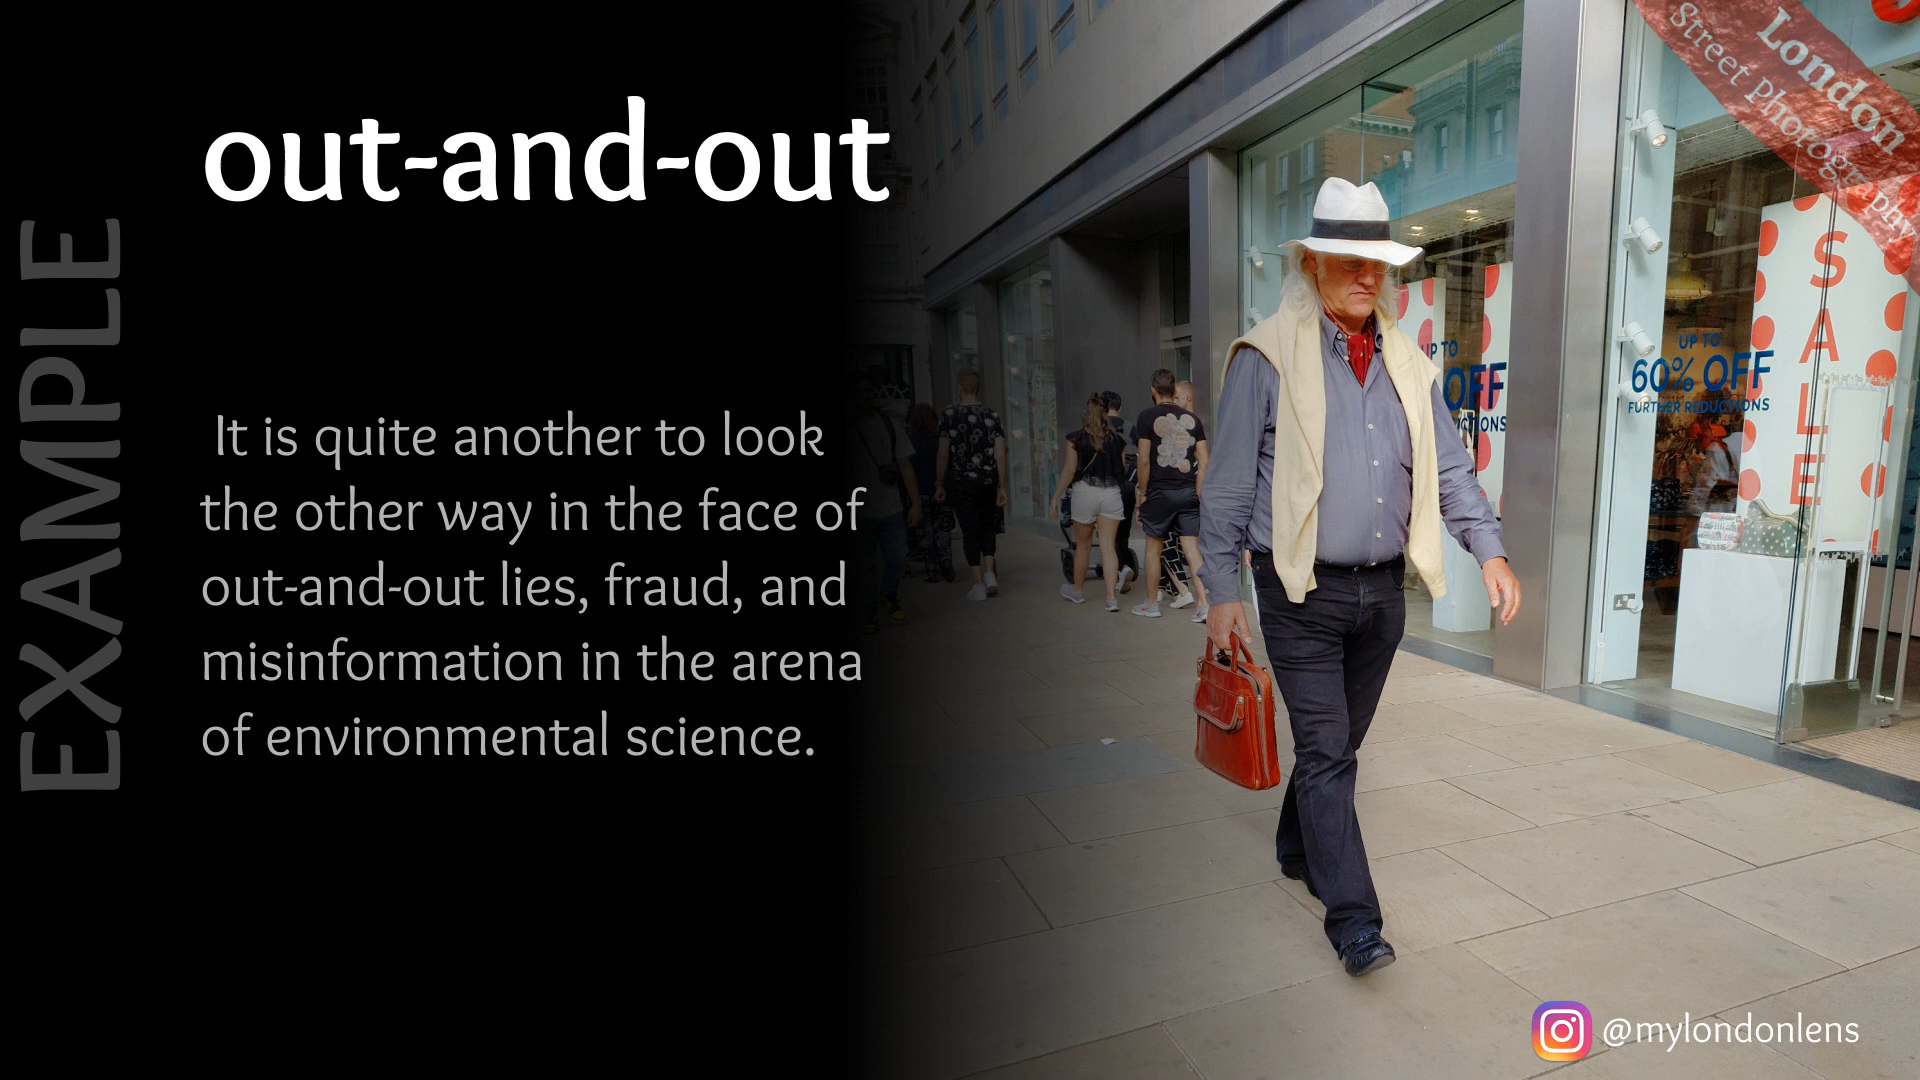 EXAMPLE
out-and-out
It is quite another to look
the other way in the face of
out-and-out lies, fraud, and
misinformation in the arena
of environmental science.
London
Street Photography
SALE
UP TO
60% OFF
FURTHER REDUCTIONS
UP TO
OFF
@mylondonlens